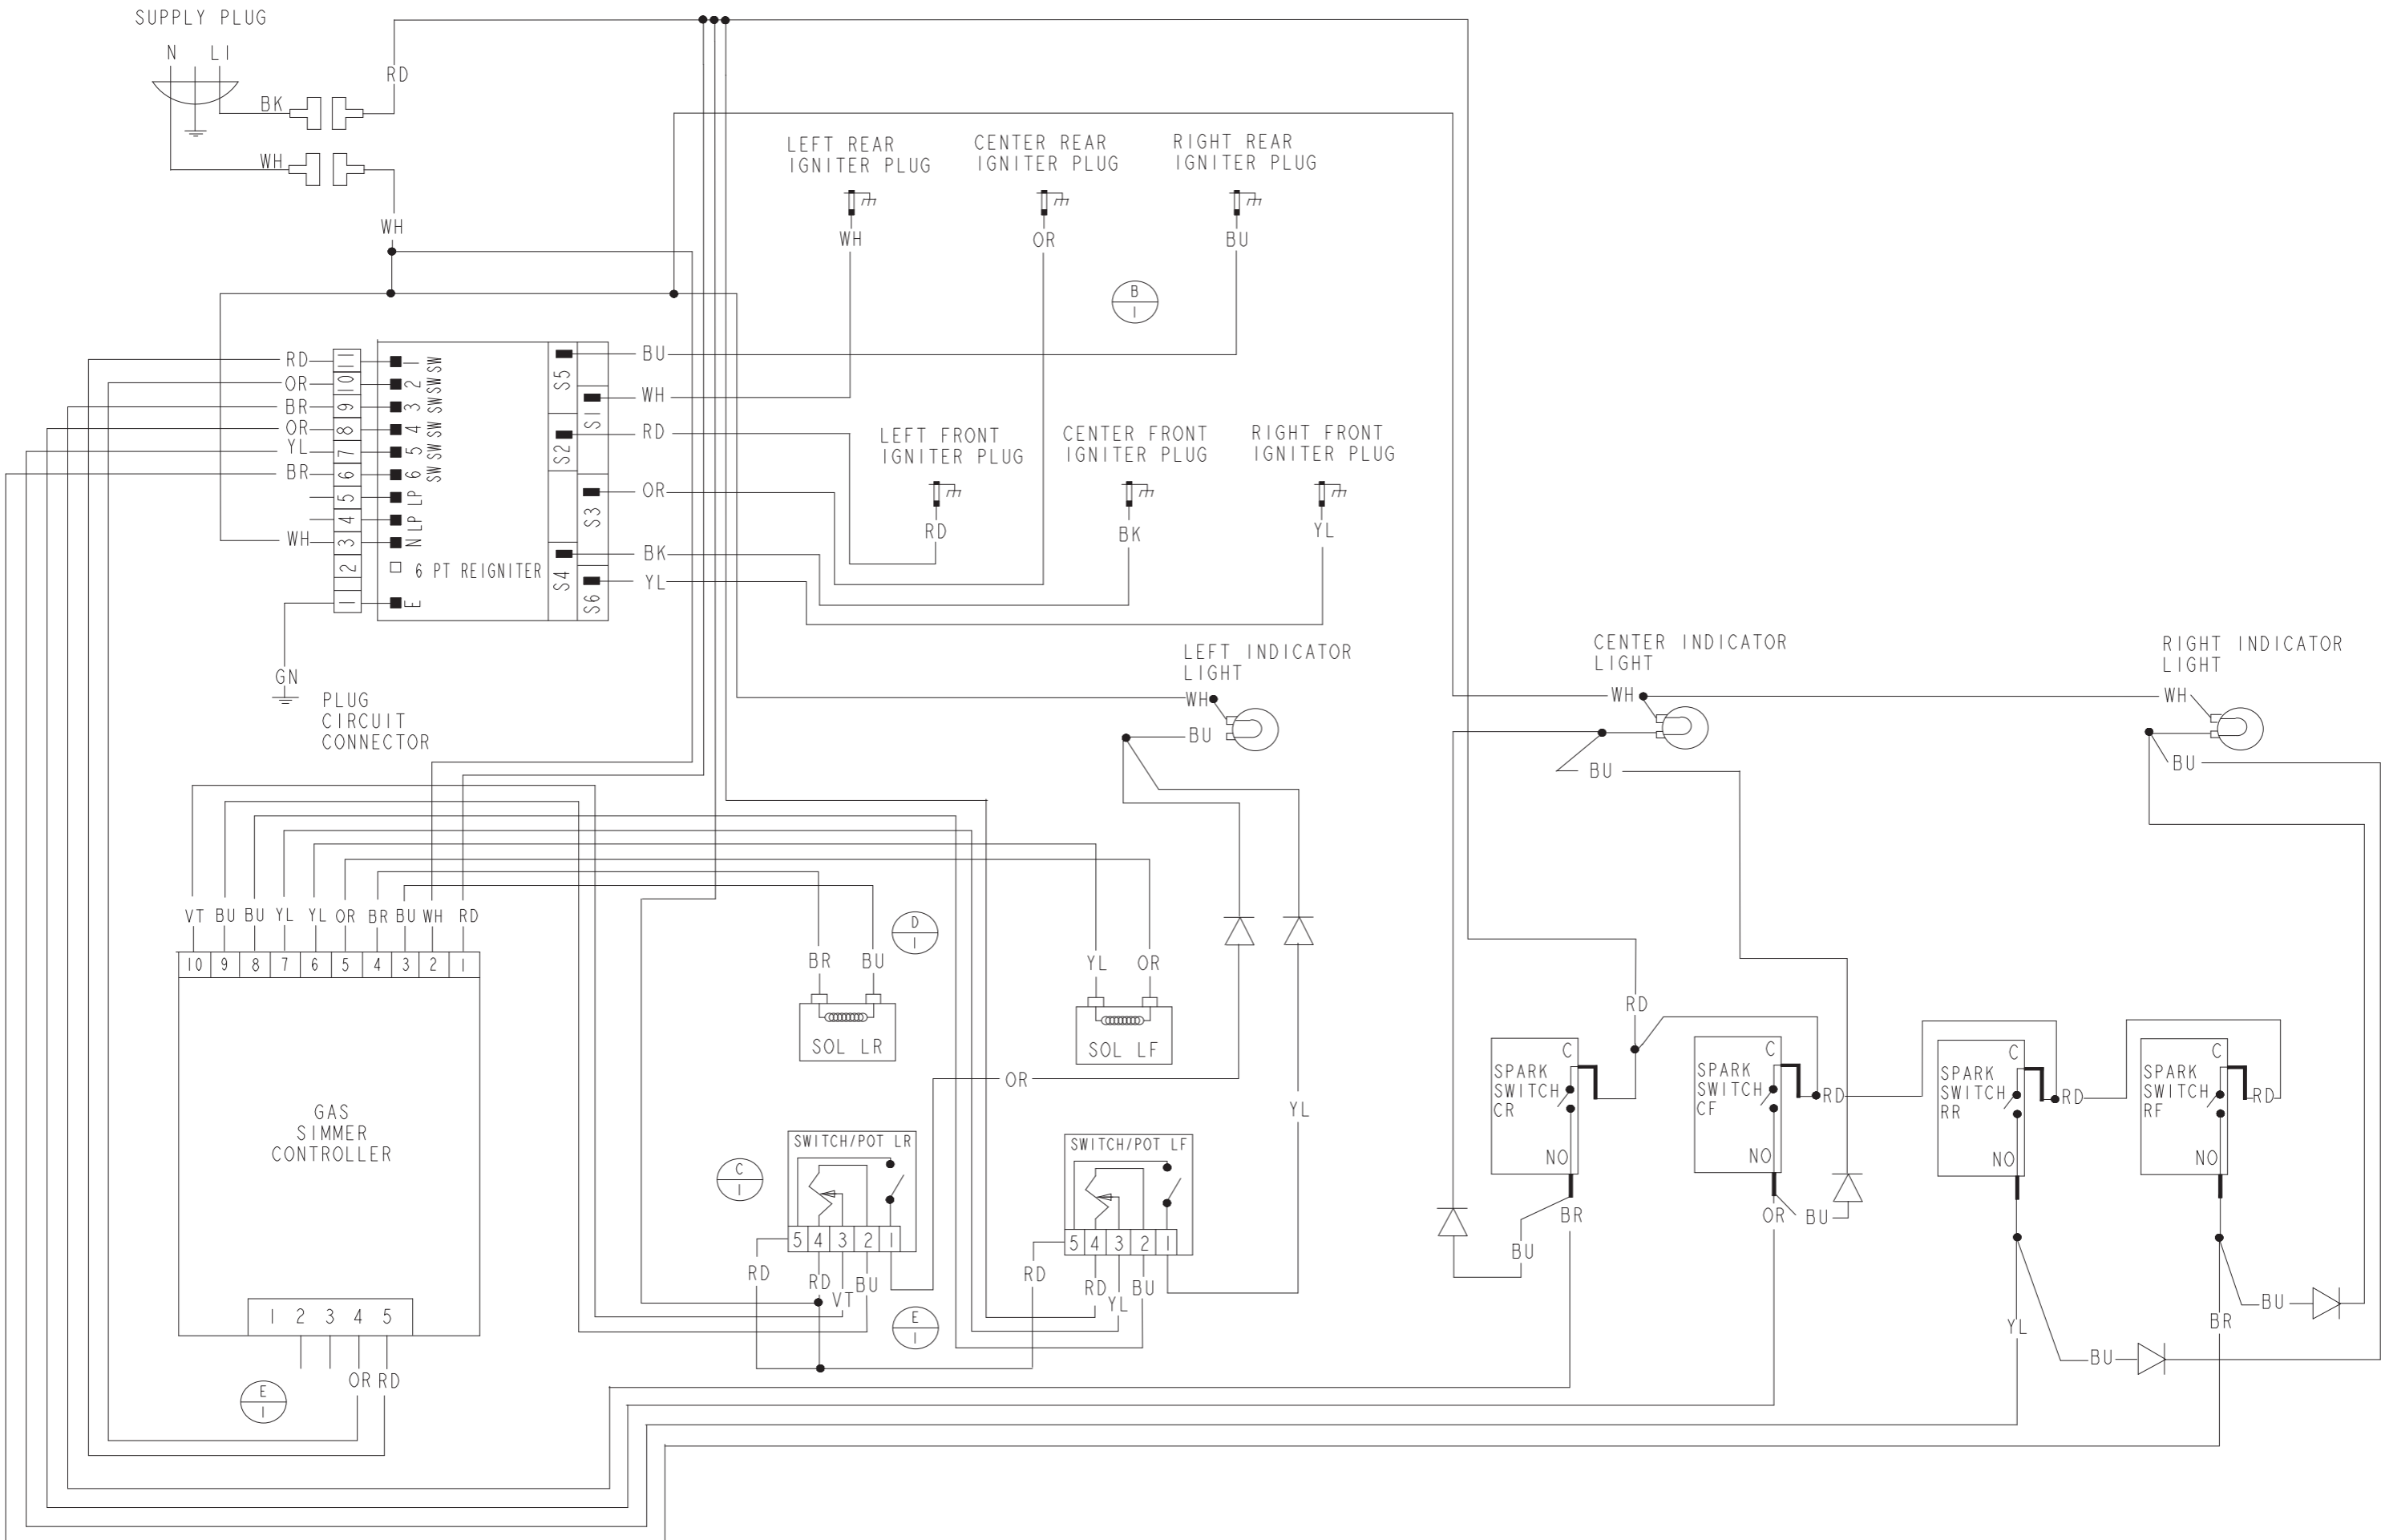 SUPPLY PLUG
N L1
RD
BK
WH
WH
LEFT REAR
IGNITER PLUG
CENTER REAR
IGNITER PLUG
RIGHT REAR
IGNITER PLUG
WH
OR
BU
B
1
RD 11 1 SW
OR 10 2 SW
BR 9 3 SW
OR 8 4 SW
YL 7 5 SW
BR 6 6 SW
5 LP
4 LP
WH 3 N
2
1 E
6 PT REIGNITER
S5
S1
S2
S3
S4
S6
BU
WH
RD
OR
BK
YL
LEFT FRONT
IGNITER PLUG
CENTER FRONT
IGNITER PLUG
RIGHT FRONT
IGNITER PLUG
RD
BK
YL
GN
PLUG
CIRCUIT
CONNECTOR
LEFT INDICATOR
LIGHT
WH
BU
CENTER INDICATOR
LIGHT
WH
BU
RIGHT INDICATOR
LIGHT
WH
BU
VT BU BU YL YL OR BR BU WH RD
10 9 8 7 6 5 4 3 2 1
GAS
SIMMER
CONTROLLER
1 2 3 4 5
OR RD
E
1
D
1
BR BU
SOL LR
YL OR
SOL LF
OR
YL
SWITCH/POT LR
5 4 3 2 1
RD
RD
VT
BU
C
1
E
1
SWITCH/POT LF
5 4 3 2 1
RD
RD
YL
BU
RD
C
SPARK
SWITCH
CR
NO
BR
BU
C
SPARK
SWITCH
CF
NO
RD
OR
BU
C
SPARK
SWITCH
RR
NO
RD
YL
BU
C
SPARK
SWITCH
RF
NO
RD
BR
BU